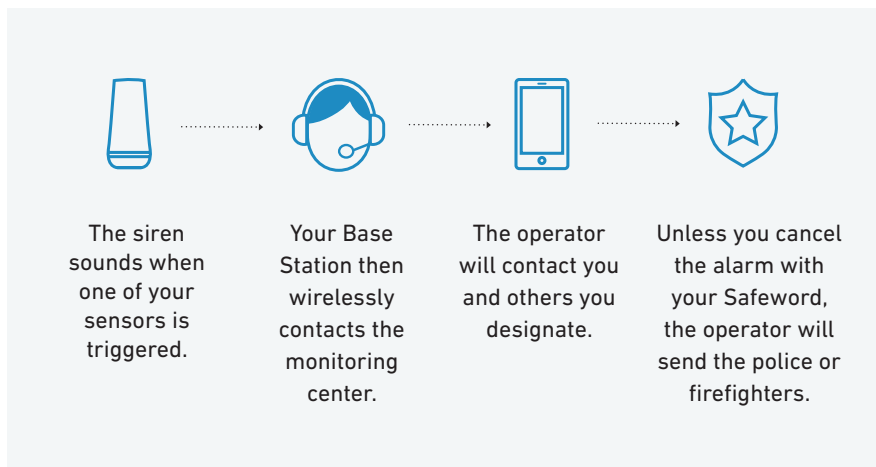 The siren
sounds when
one of your
sensors is
triggered.
Your Base
Station then
wirelessly
contacts the
monitoring
center.
The operator
will contact you
and others you
designate.
Unless you cancel
the alarm with
your Safeword,
the operator will
send the police or
firefighters.